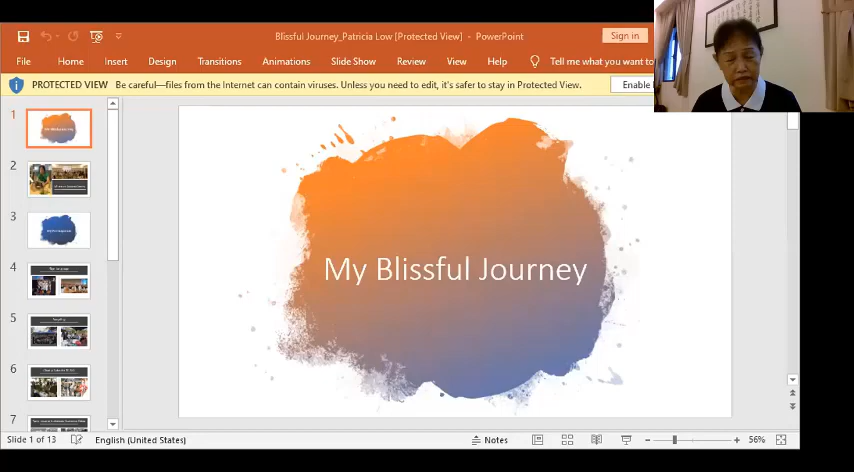 Blissful Journey_Patricia Low [Protected View] - PowerPoint
Sign in
File Home Insert Design Transitions Animations Slide Show Review View Help Tell me what you wa
PROTECTED VIEW Be careful—files from the Internet can contain viruses. Unless you need to edit, it's safer to stay in Protected View.
Enable
1
2
3
4
5
6
7
My Blissful Journey
Slide 1 of 13
English (United States)
Notes
56%